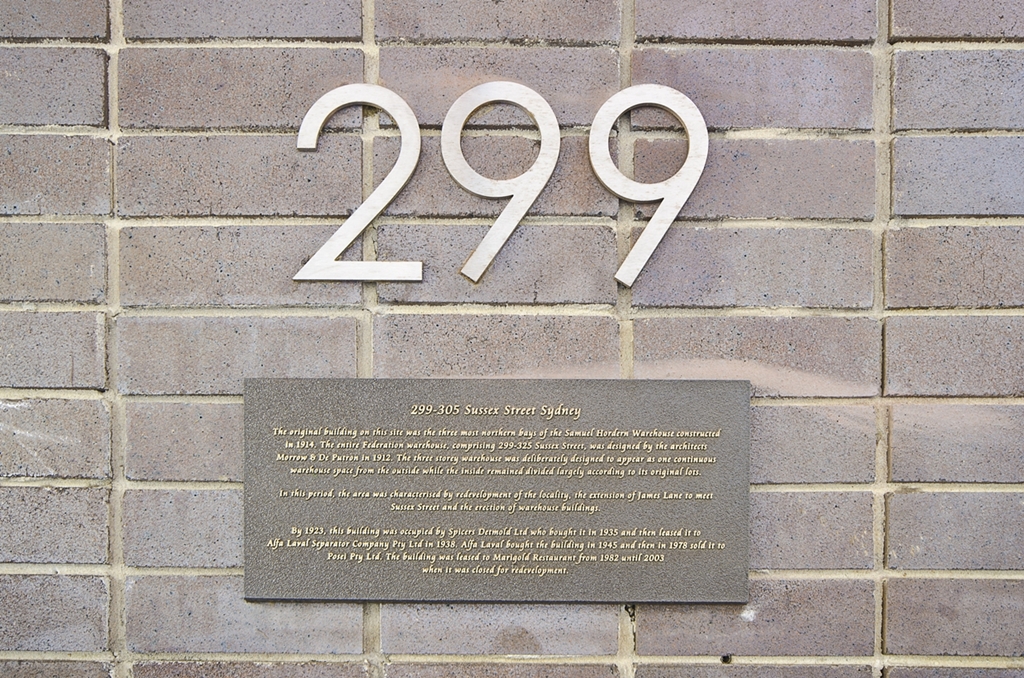 299
299-305 Sussex Street Sydney
The original building on this site was the three most northern bays of the Samuel Hordern Warehouse constructed
in 1914. The entire Federation warehouse, comprising 299-325 Sussex Street, was designed by the architects
Morrow & De Putron in 1912. The three storey warehouse was deliberately designed to appear as one continuous
warehouse space from the outside while the inside remained divided largely according to its original lots.
In this period, the area was characterised by redevelopment of the locality, the extension of James Lane to meet
Sussex Street and the erection of warehouse buildings.
By 1923, this building was occupied by Spicers Detmold Ltd who bought it in 1935 and then leased it to
Alfa Laval Separator Company Pty Ltd in 1938. Alfa Laval bought the building in 1945 and then in 1978 sold it to
Posei Pty Ltd. The building was leased to Marigold Restaurant from 1982 until 2003
when it was closed for redevelopment.